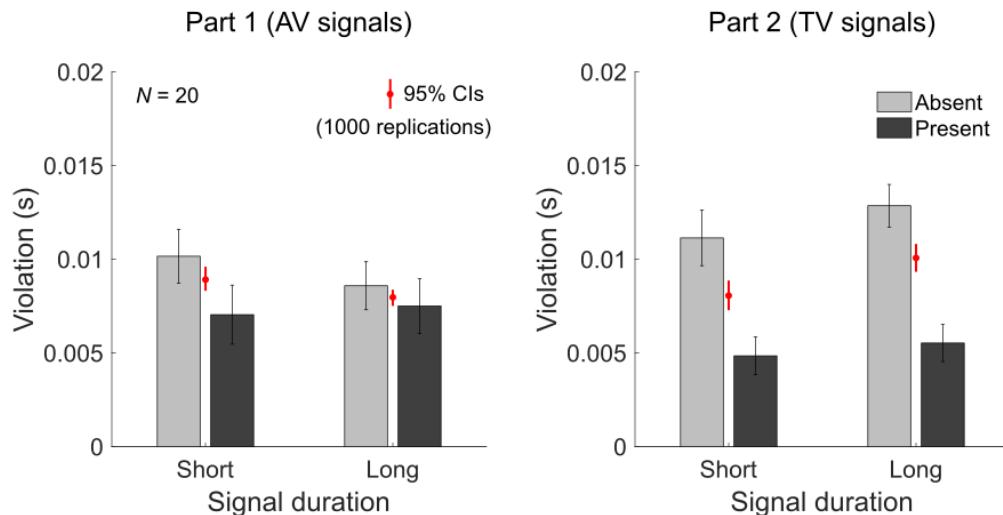 Part 1 (AV signals)
0.02
0.015
0.01
0.005
0
Violation (s)
N = 20
95% CIs
(1000 replications)
Short
Long
Signal duration
Part 2 (TV signals)
0.02
0.015
0.01
0.005
0
Violation (s)
Absent
Present
Short
Long
Signal duration